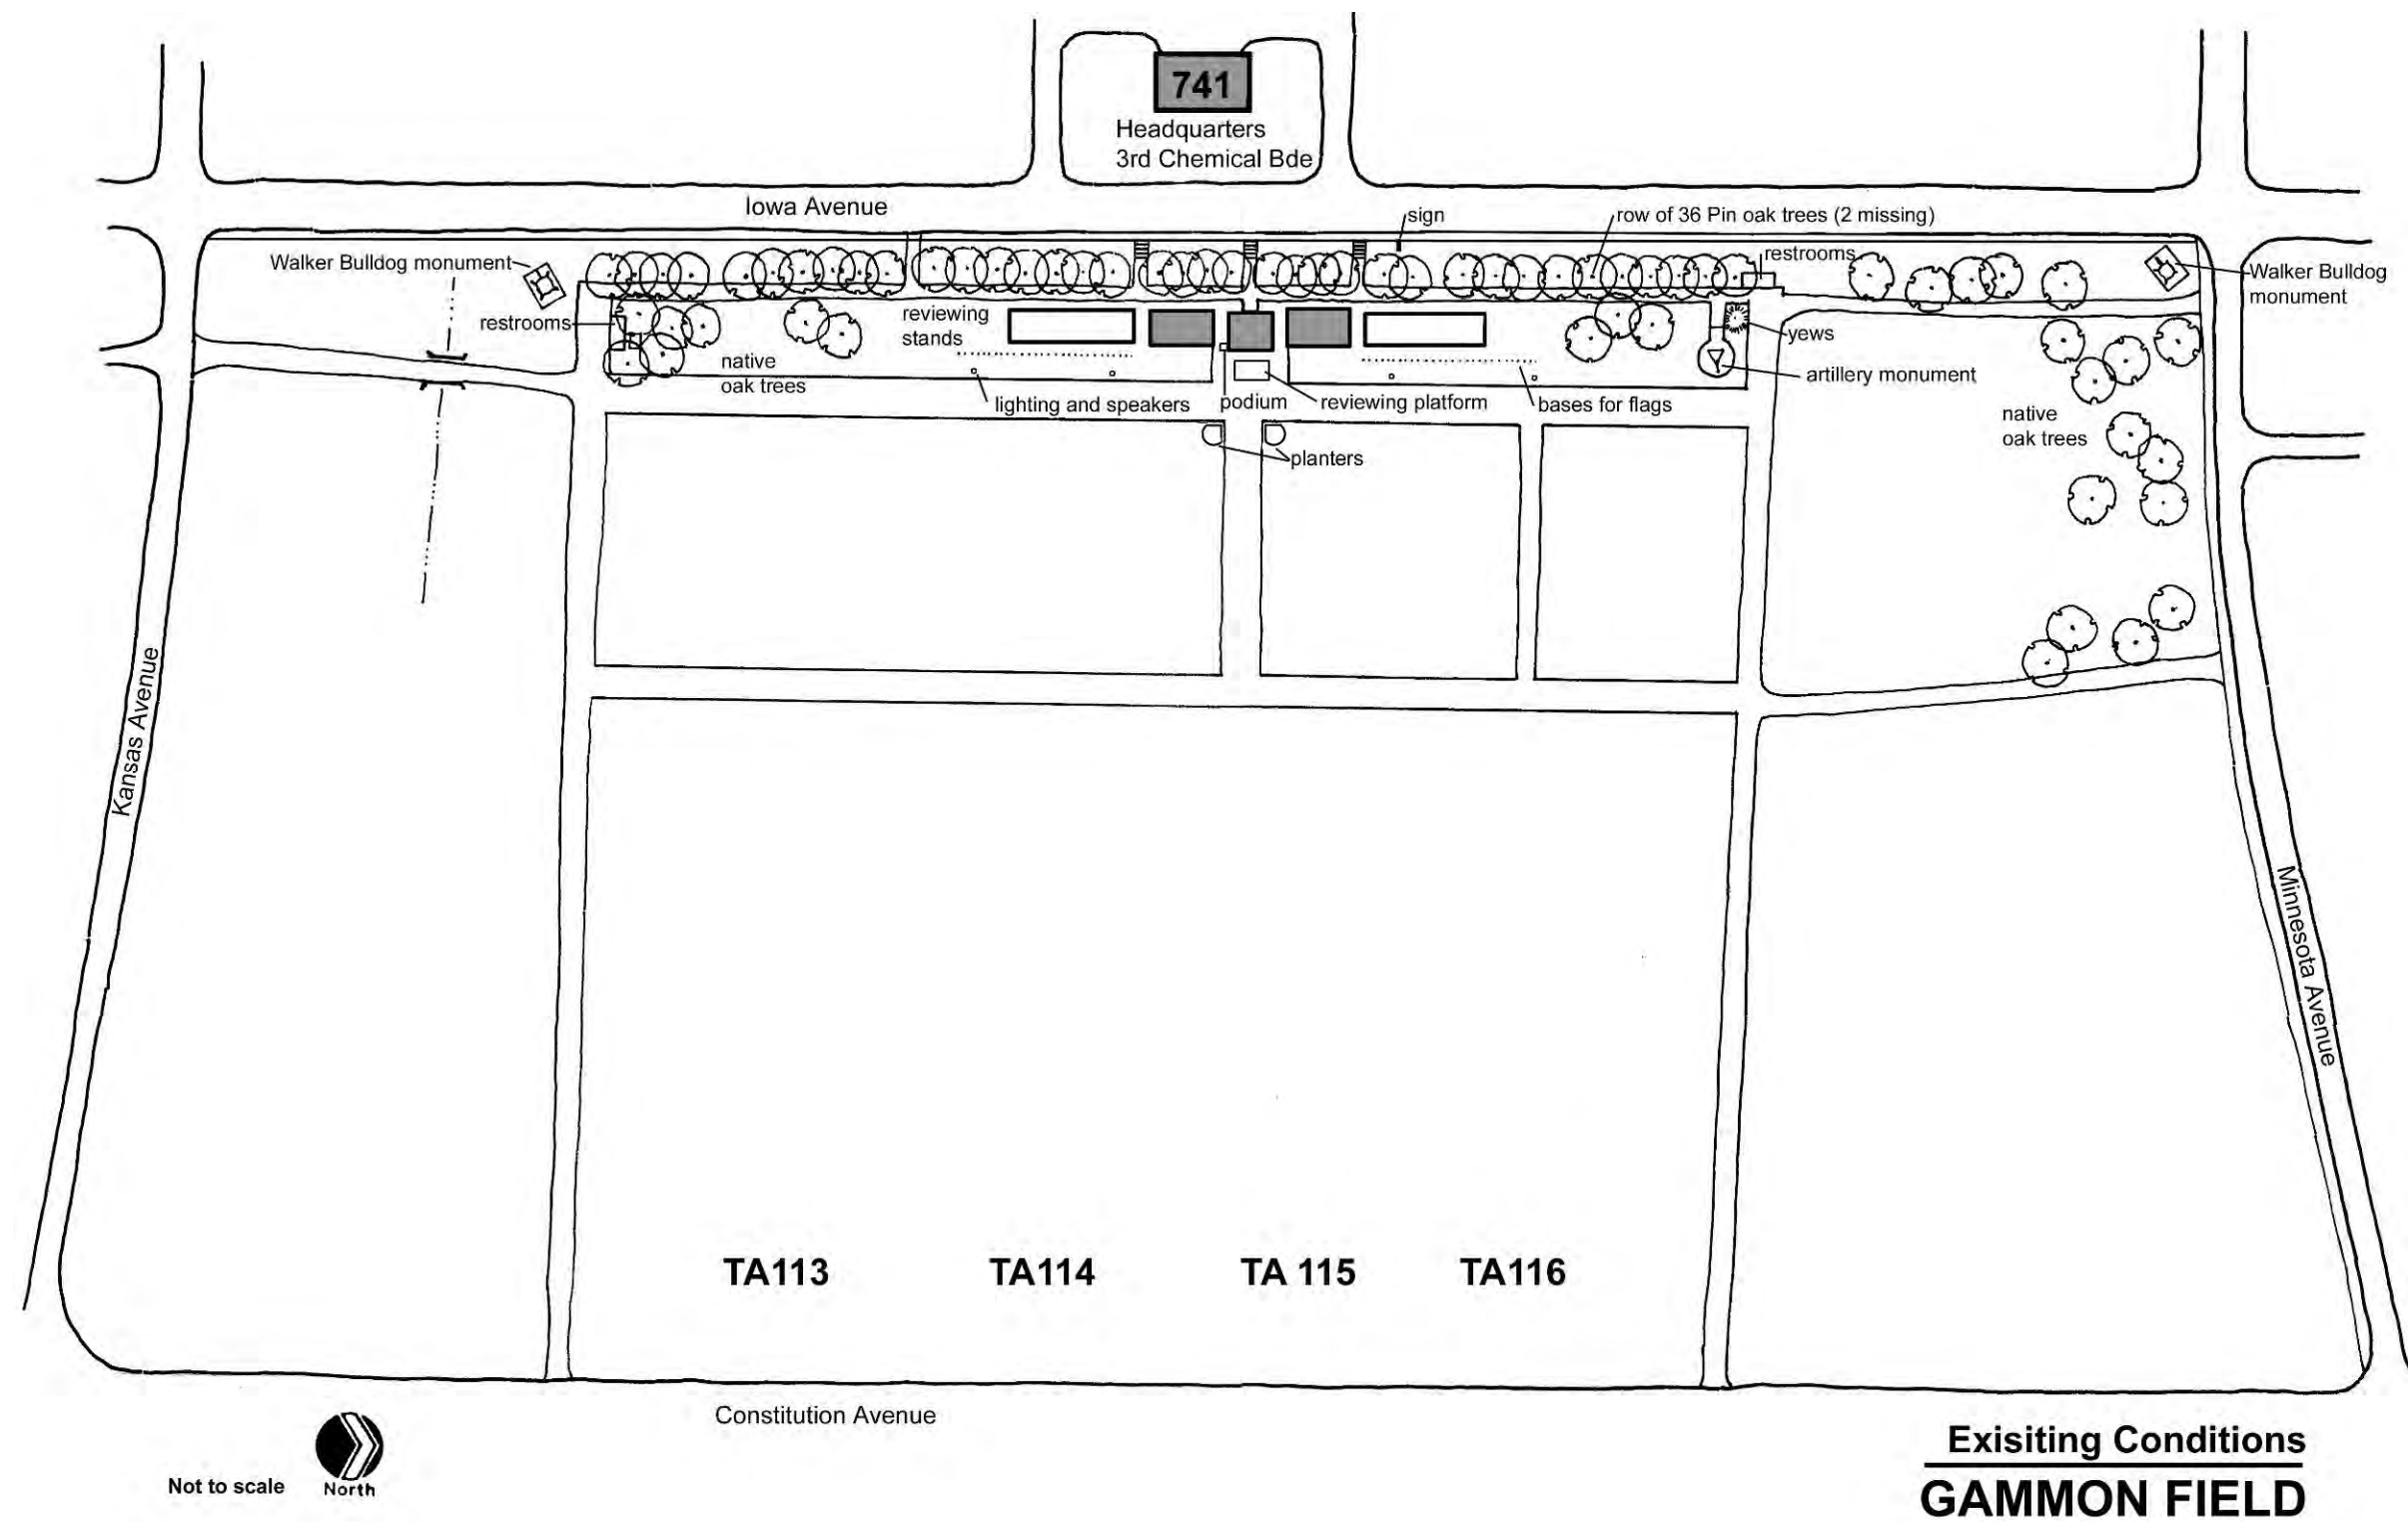 741
Headquarters
3rd Chemical Bde
Iowa Avenue
sign
row of 36 Pin oak trees (2 missing)
Walker Bulldog monument
restrooms
Walker Bulldog
monument
restrooms
reviewing
stands
yews
native
oak trees
artillery monument
lighting and speakers
podium
reviewing platform
bases for flags
native
oak trees
planters
Kansas Avenue
Minnesota Avenue
TA113
TA114
TA 115
TA116
Constitution Avenue
Not to scale
North
Exisiting Conditions
GAMMON FIELD